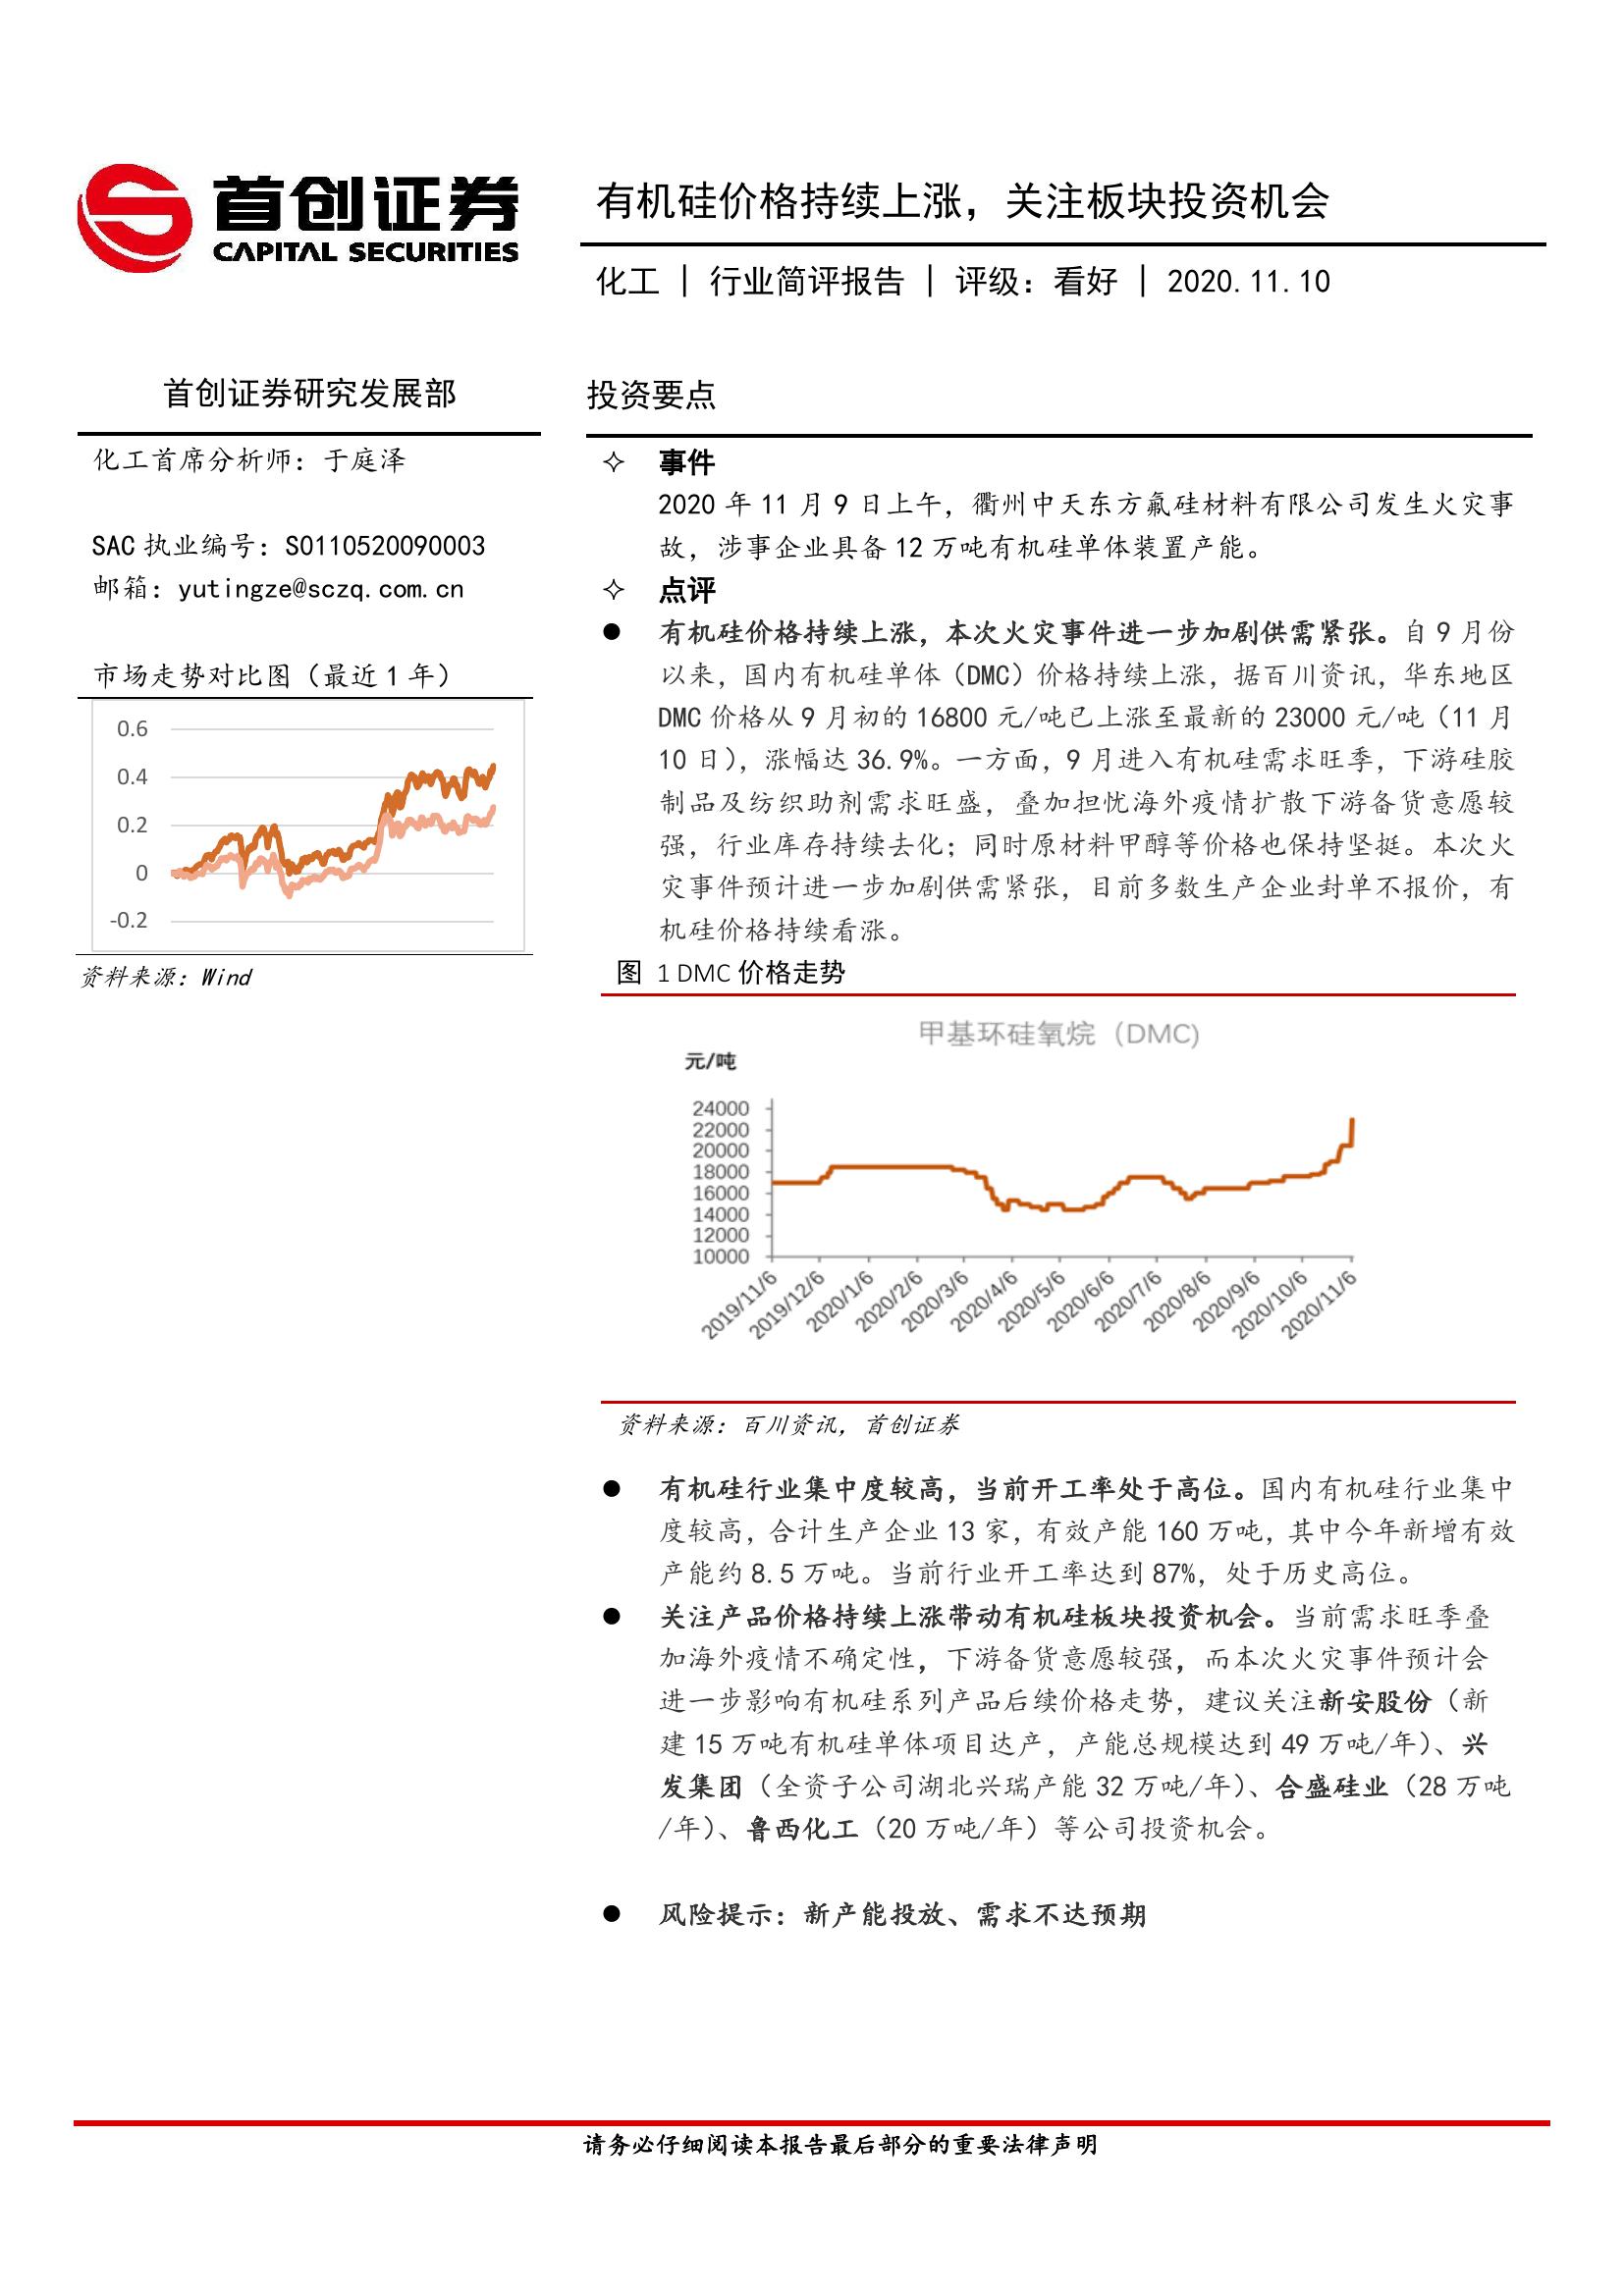 首创证券
CAPITAL SECURITIES
有机硅价格持续上涨，关注板块投资机会
化工 | 行业简评报告 | 评级：看好 | 2020.11.10
首创证券研究发展部
化工首席分析师：于庭泽
SAC 执业编号：S0110520090003
邮箱：yutingze@sczq.com.cn
市场走势对比图（最近 1 年）
0.6
0.4
0.2
0
-0.2
资料来源：Wind
投资要点
✧ 事件
2020 年 11 月 9 日上午，衢州中天东方氟硅材料有限公司发生火灾事
故，涉事企业具备 12 万吨有机硅单体装置产能。
✧ 点评
● 有机硅价格持续上涨，本次火灾事件进一步加剧供需紧张。自 9 月份
以来，国内有机硅单体（DMC）价格持续上涨，据百川资讯，华东地区
DMC 价格从 9 月初的 16800 元/吨已上涨至最新的 23000 元/吨（11 月
10 日），涨幅达 36.9%。一方面，9 月进入有机硅需求旺季，下游硅胶
制品及纺织助剂需求旺盛，叠加担忧海外疫情扩散下游备货意愿较
强，行业库存持续去化；同时原材料甲醇等价格也保持坚挺。本次火
灾事件预计进一步加剧供需紧张，目前多数生产企业封单不报价，有
机硅价格持续看涨。
图 1 DMC 价格走势
甲基环硅氧烷（DMC)
元/吨
24000
22000
20000
18000
16000
14000
12000
10000
2019/11/6
2019/12/6
2020/1/6
2020/2/6
2020/3/6
2020/4/6
2020/5/6
2020/6/6
2020/7/6
2020/8/6
2020/9/6
2020/10/6
2020/11/6
资料来源：百川资讯，首创证券
● 有机硅行业集中度较高，当前开工率处于高位。国内有机硅行业集中
度较高，合计生产企业 13 家，有效产能 160 万吨，其中今年新增有效
产能约 8.5 万吨。当前行业开工率达到 87%，处于历史高位。
● 关注产品价格持续上涨带动有机硅板块投资机会。当前需求旺季叠
加海外疫情不确定性，下游备货意愿较强，而本次火灾事件预计会
进一步影响有机硅系列产品后续价格走势，建议关注新安股份（新
建 15 万吨有机硅单体项目达产，产能总规模达到 49 万吨/年）、兴
发集团（全资子公司湖北兴瑞产能 32 万吨/年）、合盛硅业（28 万吨
/年）、鲁西化工（20 万吨/年）等公司投资机会。
● 风险提示：新产能投放、需求不达预期
请务必仔细阅读本报告最后部分的重要法律声明